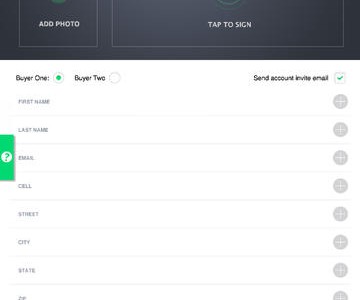 ADD PHOTO
TAP TO SIGN
Buyer One:
Buyer Two
Send account invite email
FIRST NAME
LAST NAME
?
EMAIL
CELL
STREET
CITY
STATE
ZIP